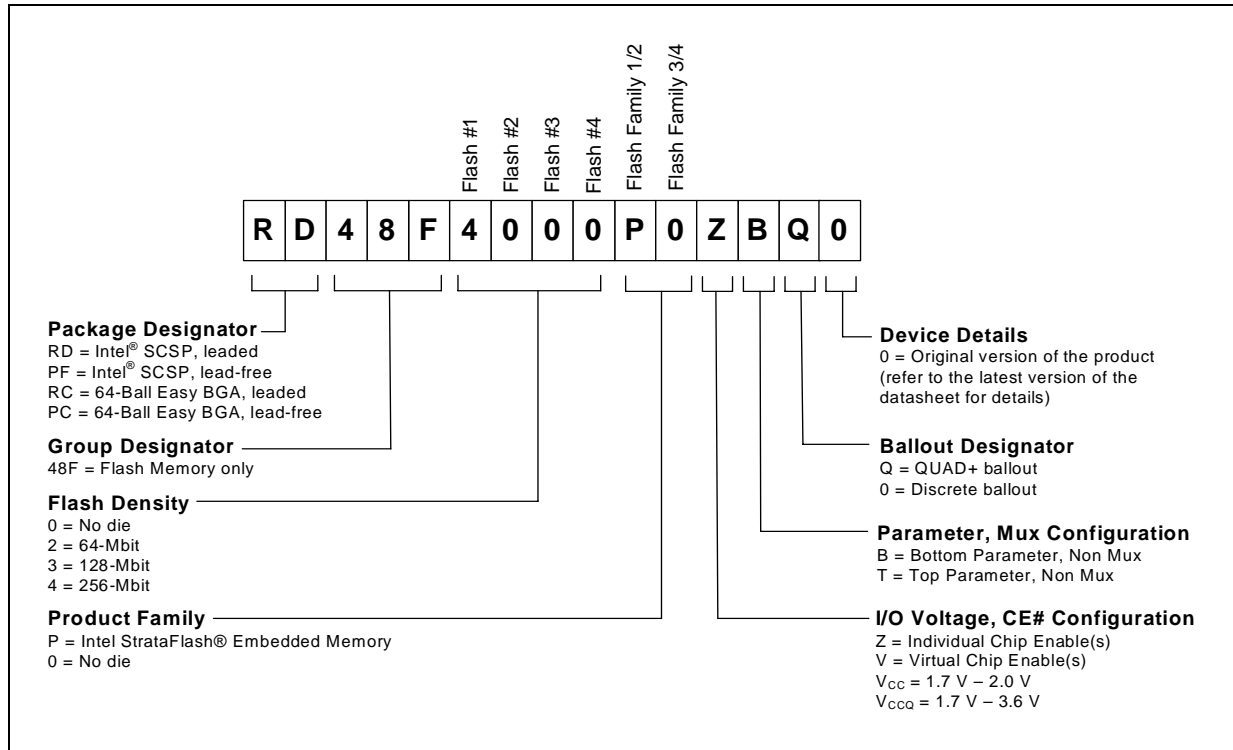 Flash #1
Flash #2
Flash #3
Flash #4
Flash Family 1/2
Flash Family 3/4
R D 4 8 F 4 0 0 0 P 0 Z B Q 0
Package Designator
RD = Intel® SCSP, leaded
PF = Intel® SCSP, lead-free
RC = 64-Ball Easy BGA, leaded
PC = 64-Ball Easy BGA, lead-free
Group Designator
48F = Flash Memory only
Flash Density
0 = No die
2 = 64-Mbit
3 = 128-Mbit
4 = 256-Mbit
Product Family
P = Intel StrataFlash® Embedded Memory
0 = No die
Device Details
0 = Original version of the product
(refer to the latest version of the
datasheet for details)
Ballout Designator
Q = QUAD+ ballout
0 = Discrete ballout
Parameter, Mux Configuration
B = Bottom Parameter, Non Mux
T = Top Parameter, Non Mux
I/O Voltage, CE# Configuration
Z = Individual Chip Enable(s)
V = Virtual Chip Enable(s)
VCC = 1.7 V – 2.0 V
VCCQ = 1.7 V – 3.6 V